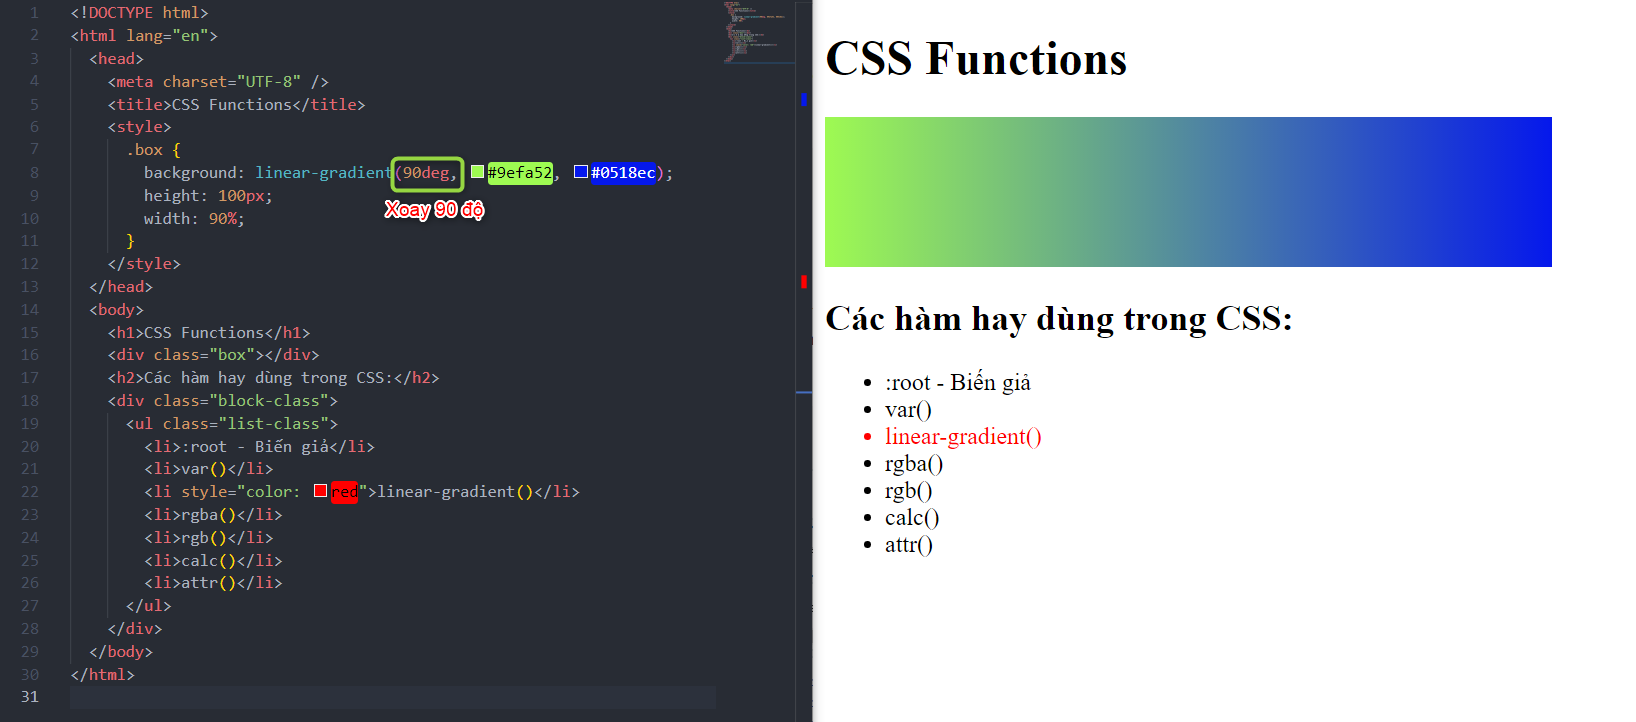 1 <!DOCTYPE html>
2 <html lang="en">
3 <head>
4 <meta charset="UTF-8" />
5 <title>CSS Functions</title>
6 <style>
7 .box {
8 background: linear-gradient(90deg, #9efa52, #0518ec);
9 height: 100px;
Xoay 90 độ
10 width: 90%;
11 }
12 </style>
13 </head>
14 <body>
15 <h1>CSS Functions</h1>
16 <div class="box"></div>
17 <h2>Các hàm hay dùng trong CSS:</h2>
18 <div class="block-class">
19 <ul class="list-class">
20 <li>:root - Biến giả</li>
21 <li>var()</li>
22 <li style="color: red">linear-gradient()</li>
23 <li>rgba()</li>
24 <li>rgb()</li>
25 <li>calc()</li>
26 <li>attr()</li>
27 </ul>
28 </div>
29 </body>
30 </html>
31
CSS Functions
Các hàm hay dùng trong CSS:
:root - Biến giả
var()
linear-gradient()
rgba()
rgb()
calc()
attr()